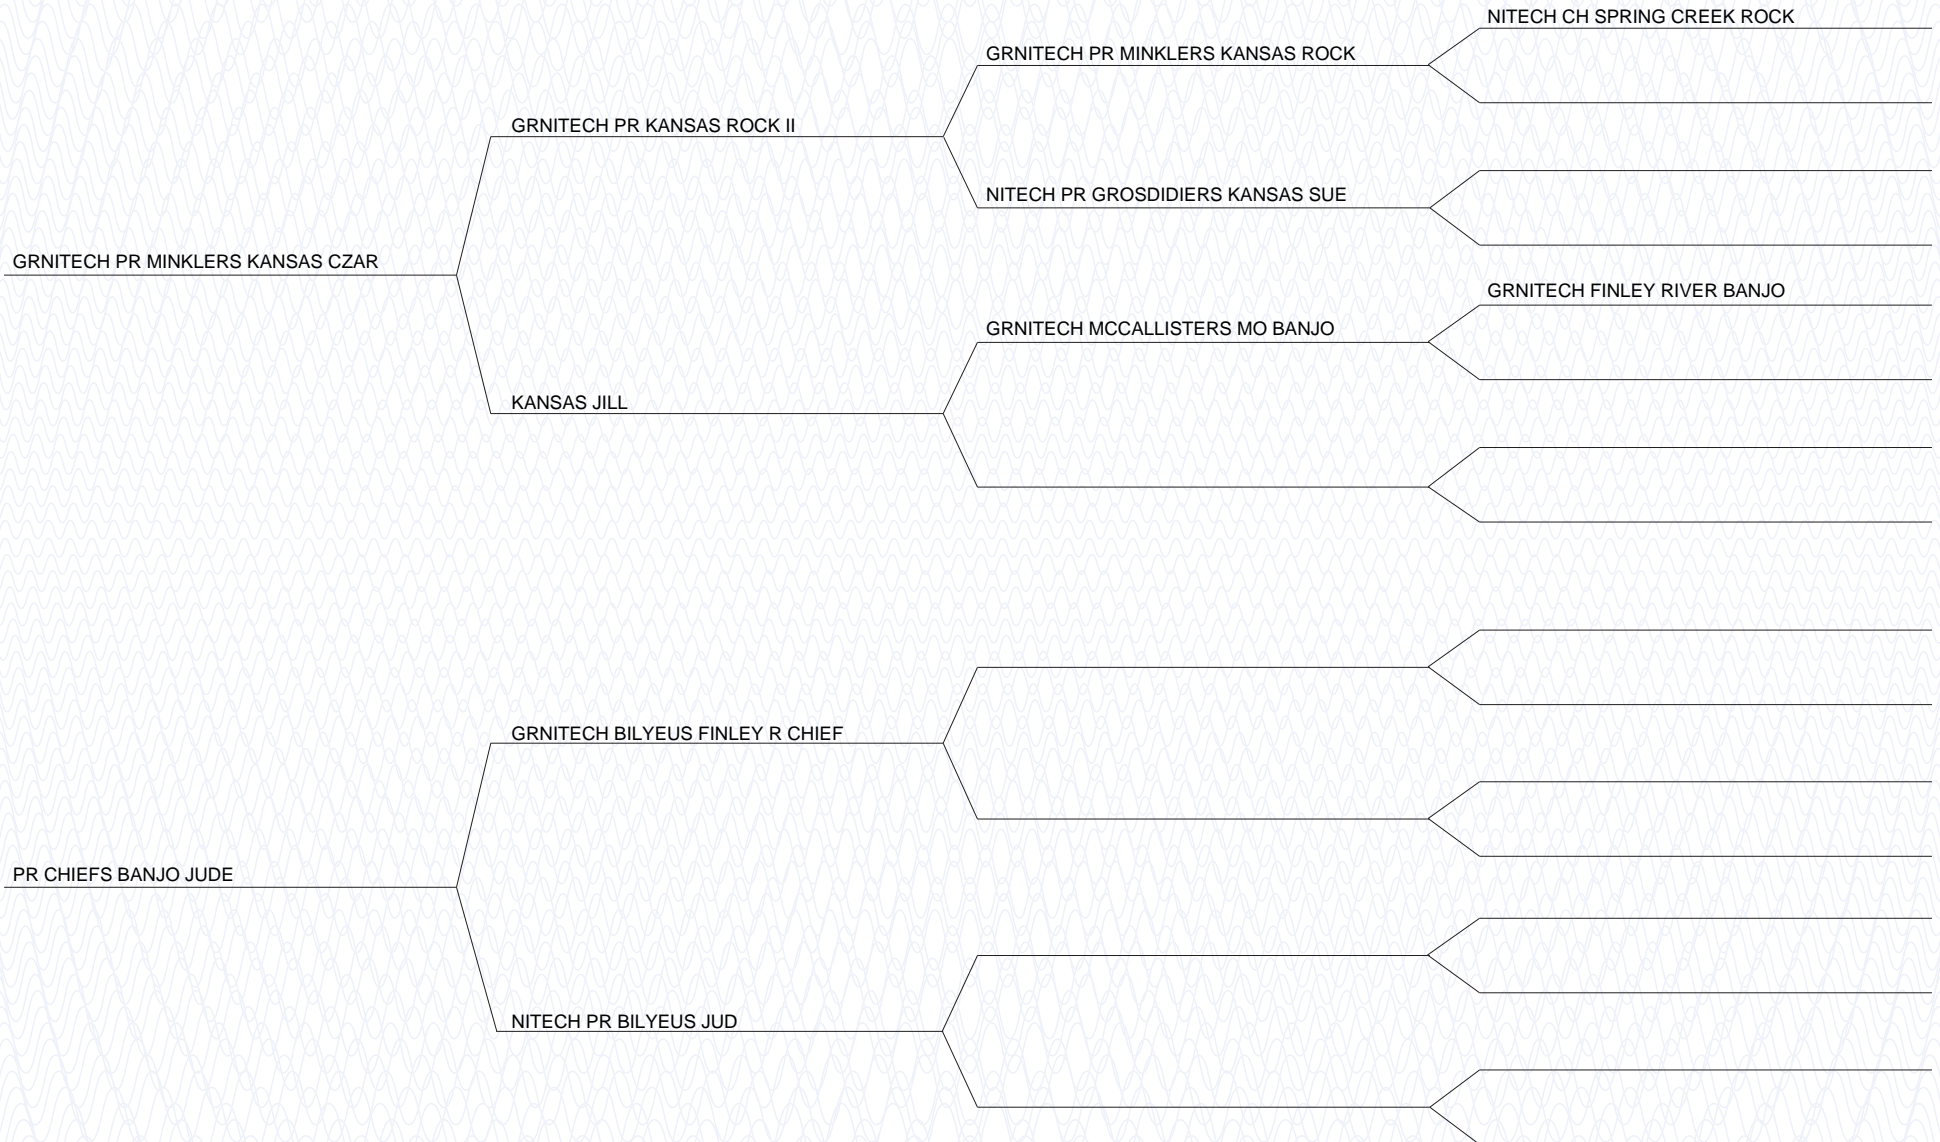 NITECH CH SPRING CREEK ROCK
GRNITECH PR MINKLERS KANSAS ROCK
GRNITECH PR KANSAS ROCK II
NITECH PR GROSDIDIERS KANSAS SUE
GRNITECH PR MINKLERS KANSAS CZAR
GRNITECH FINLEY RIVER BANJO
GRNITECH MCCALLISTERS MO BANJO
KANSAS JILL
GRNITECH BILYEUS FINLEY R CHIEF
PR CHIEFS BANJO JUDE
NITECH PR BILYEUS JUD